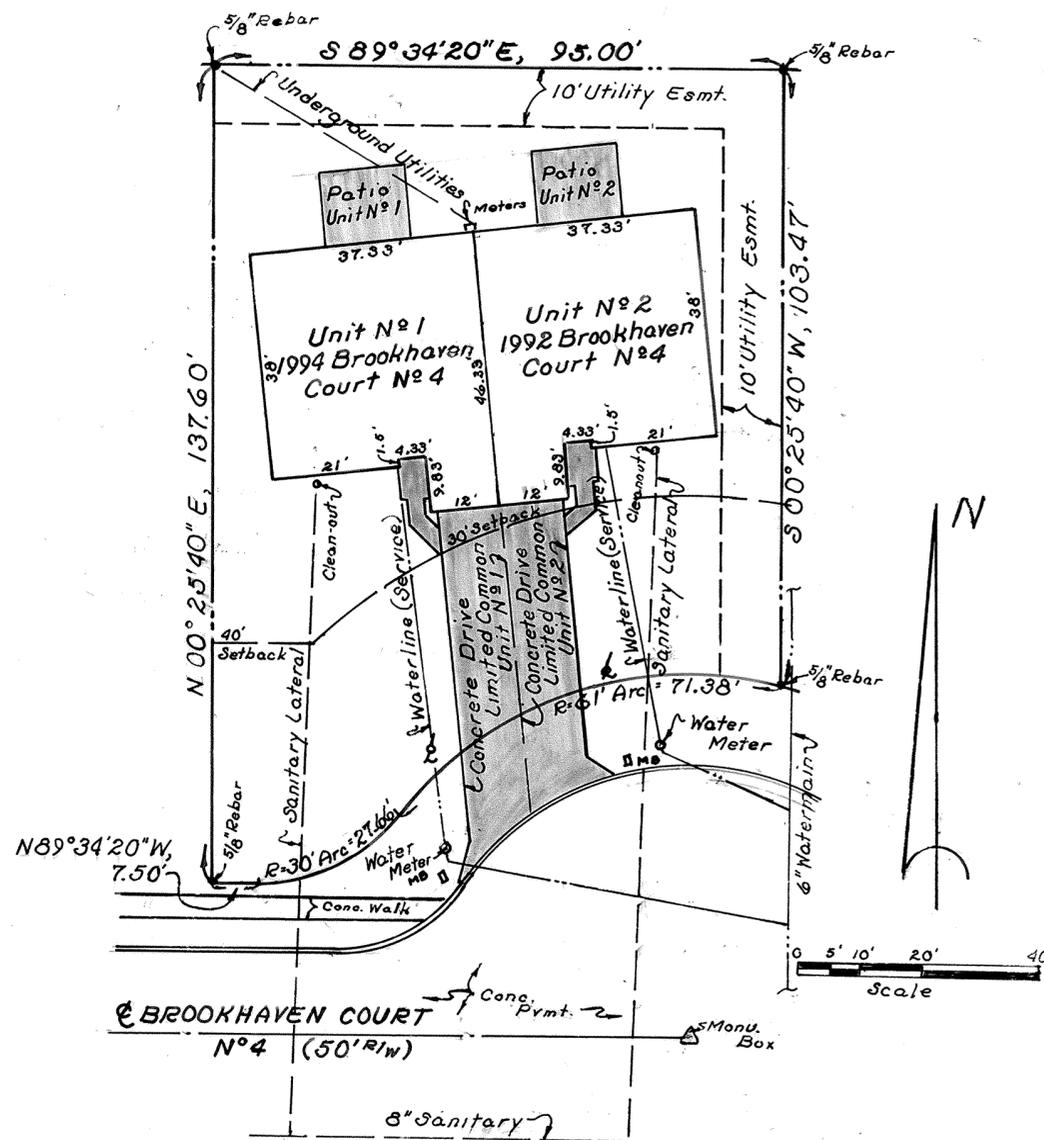 5/8" Rebar
S 89° 34' 20" E, 95.00'
5/8" Rebar
10' Utility Esmt.
Underground Utilities
Patio
Unit Nº 1
Patio
Unit Nº 2
Meters
37.33'
37.33'
10' Utility Esmt.
S 00° 25' 40" W, 103.47'
Unit Nº 1
1994 Brookhaven
Court Nº 4
Unit Nº 2
1992 Brookhaven
Court Nº 4
38'
46.33'
38'
N 00° 25' 40" E, 137.60'
21'
1.5'
4.33'
9.83'
12'
12'
9.83'
4.33'
1.5'
21'
Clean-out
Cleanout
30' Setback
40'
Setback
Waterline (Service)
Concrete Drive
Limited Common
Unit Nº 1
Concrete Drive
Limited Common
Unit Nº 2
Waterline (Service)
Sanitary Lateral
Sanitary Lateral
R=61' Arc = 71.38'
5/8" Rebar
Water
Meter
MB
6" Watermain
N
5/8" Rebar
R=30' Arc=
Water
Meter
MB
N89°34'20"W,
7.50'
Conc. Walk
0 5' 10' 20' 40
Scale
Conc.
Pvmt.
℄ BROOKHAVEN COURT
Nº 4 (50' R/W)
Monu.
Box
8" Sanitary